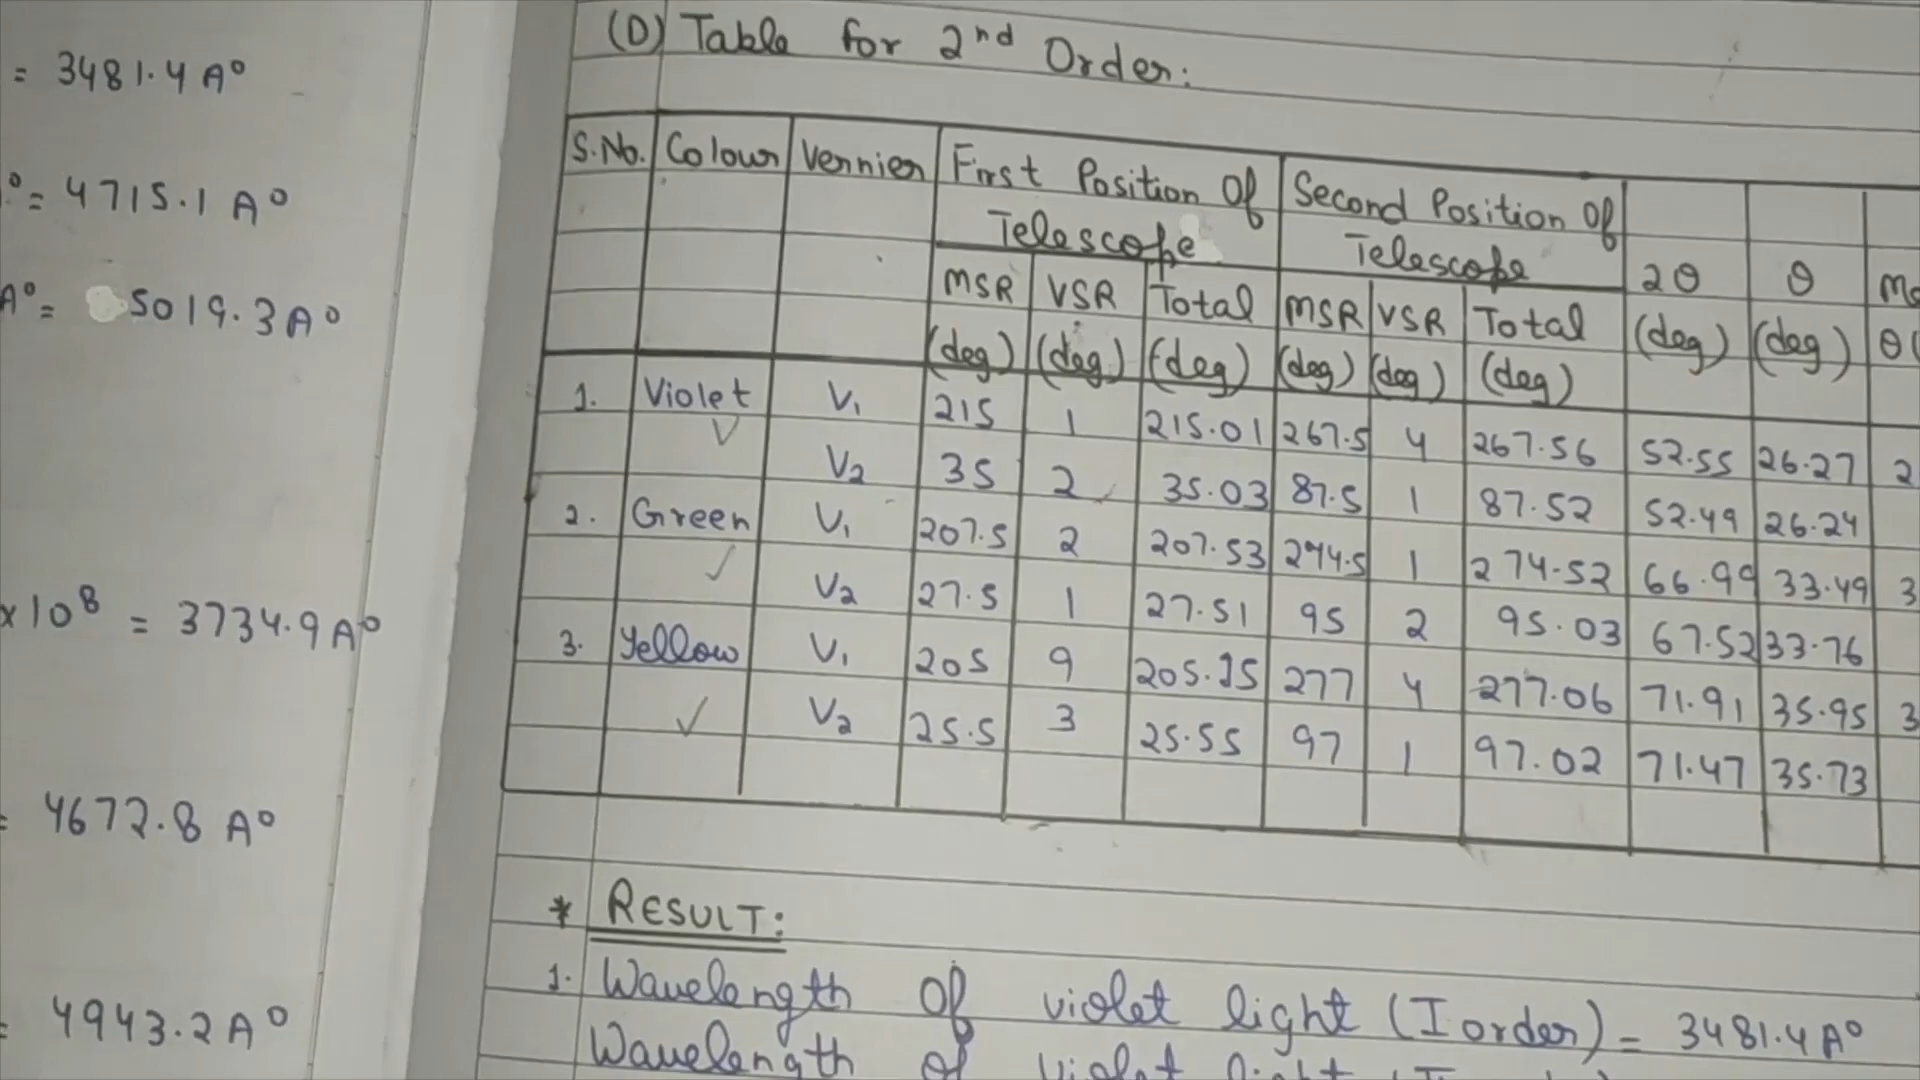 = 3481.4 A°
°= 4715.1 A°
A°= 5019.3 A°
×10⁸ = 3734.9 A°
= 4672.8 A°
= 4943.2 A°
(D) Table for 2nd Order:
S.No. Colour Vernier First Position Of Telescope Second Position Of Telescope 2θ θ
MSR VSR Total MSR VSR Total (deg) (deg) θ(
(deg) (deg) (deg) (deg) (deg) (deg)
1. Violet V₁ 215 1 215.01 267.5 4 267.56 52.55 26.27 2
V₂ 35 2 35.03 87.5 1 87.52 52.49 26.24
2. Green V₁ 207.5 2 207.53 274.5 1 274.52 66.99 33.49 3
V₂ 27.5 1 27.51 95 2 95.03 67.52 33.76
3. Yellow V₁ 205 9 205.15 277 4 277.06 71.91 35.95 3
V₂ 25.5 3 25.55 97 1 97.02 71.47 35.73
* RESULT:
1. Wavelength Of violet light (I order) = 3481.4 A°
Wavelength of violet light